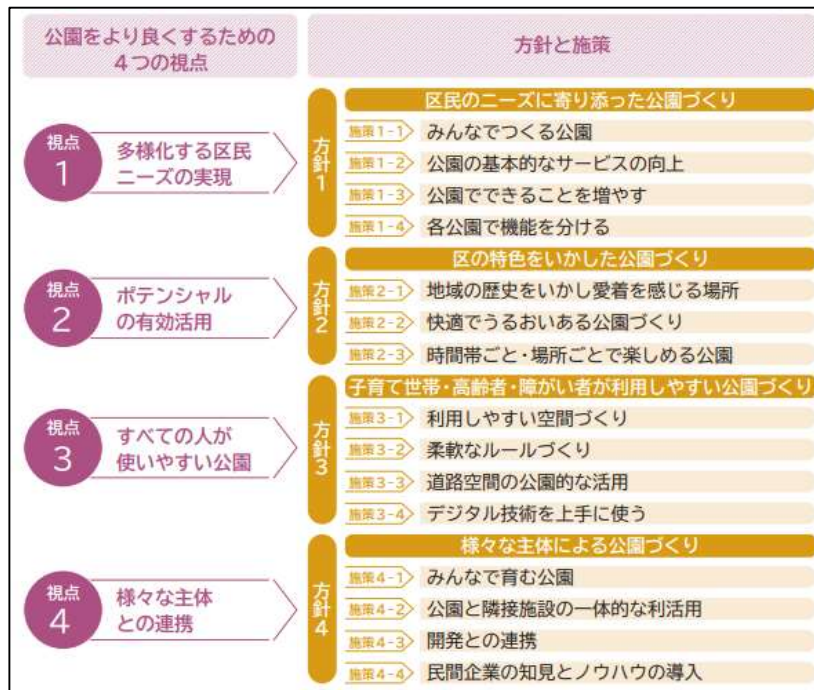 公園をより良くするための
4つの視点
方針と施策
視点
1
多様化する区民
ニーズの実現
方針1
区民のニーズに寄り添った公園づくり
施策1-1
みんなでつくる公園
施策1-2
公園の基本的なサービスの向上
施策1-3
公園でできることを増やす
施策1-4
各公園で機能を分ける
視点
2
ポテンシャル
の有効活用
方針2
区の特色をいかした公園づくり
施策2-1
地域の歴史をいかし愛着を感じる場所
施策2-2
快適でうるおいある公園づくり
施策2-3
時間帯ごと・場所ごとで楽しめる公園
視点
3
すべての人が
使いやすい公園
方針3
子育て世帯・高齢者・障がい者が利用しやすい公園づくり
施策3-1
利用しやすい空間づくり
施策3-2
柔軟なルールづくり
施策3-3
道路空間の公園的な活用
施策3-4
デジタル技術を上手に使う
視点
4
様々な主体
との連携
方針4
様々な主体による公園づくり
施策4-1
みんなで育む公園
施策4-2
公園と隣接施設の一体的な利活用
施策4-3
開発との連携
施策4-4
民間企業の知見とノウハウの導入